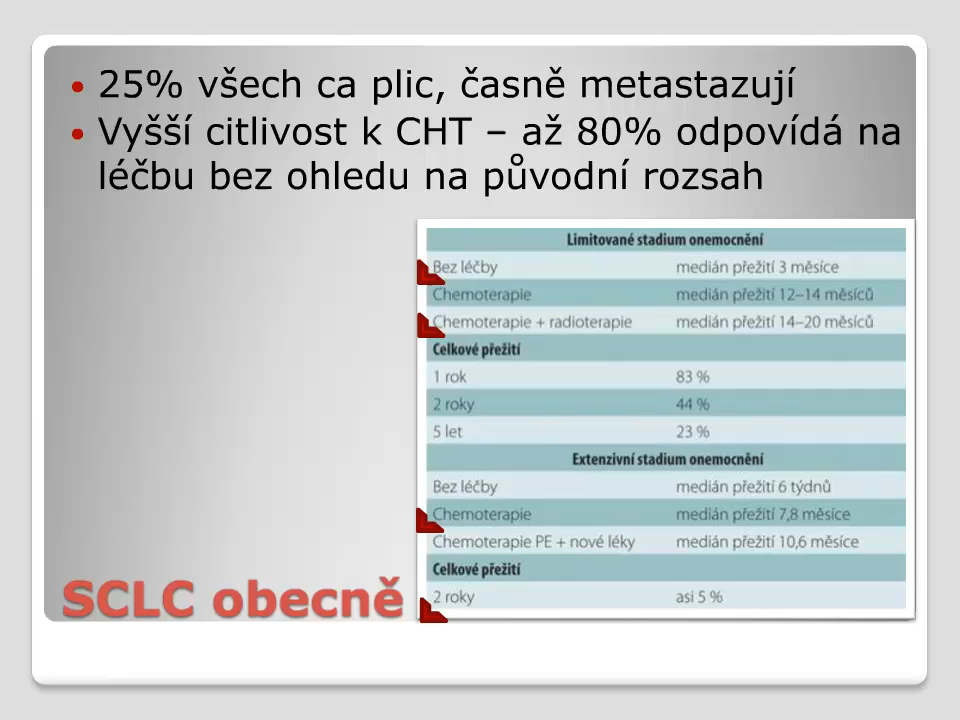 25% všech ca plic, časně metastazují
Vyšší citlivost k CHT – až 80% odpovídá na
léčbu bez ohledu na původní rozsah
Limitované stadium onemocnění
Bez léčby medián přežití 3 měsíce
Chemoterapie medián přežití 12–14 měsíců
Chemoterapie + radioterapie medián přežití 14–20 měsíců
Celkové přežití
1 rok 83 %
2 roky 44 %
5 let 23 %
Extenzivní stadium onemocnění
Bez léčby medián přežití 6 týdnů
Chemoterapie medián přežití 7,8 měsíce
Chemoterapie PE + nové léky medián přežití 10,6 měsíce
Celkové přežití
2 roky asi 5 %
SCLC obecně